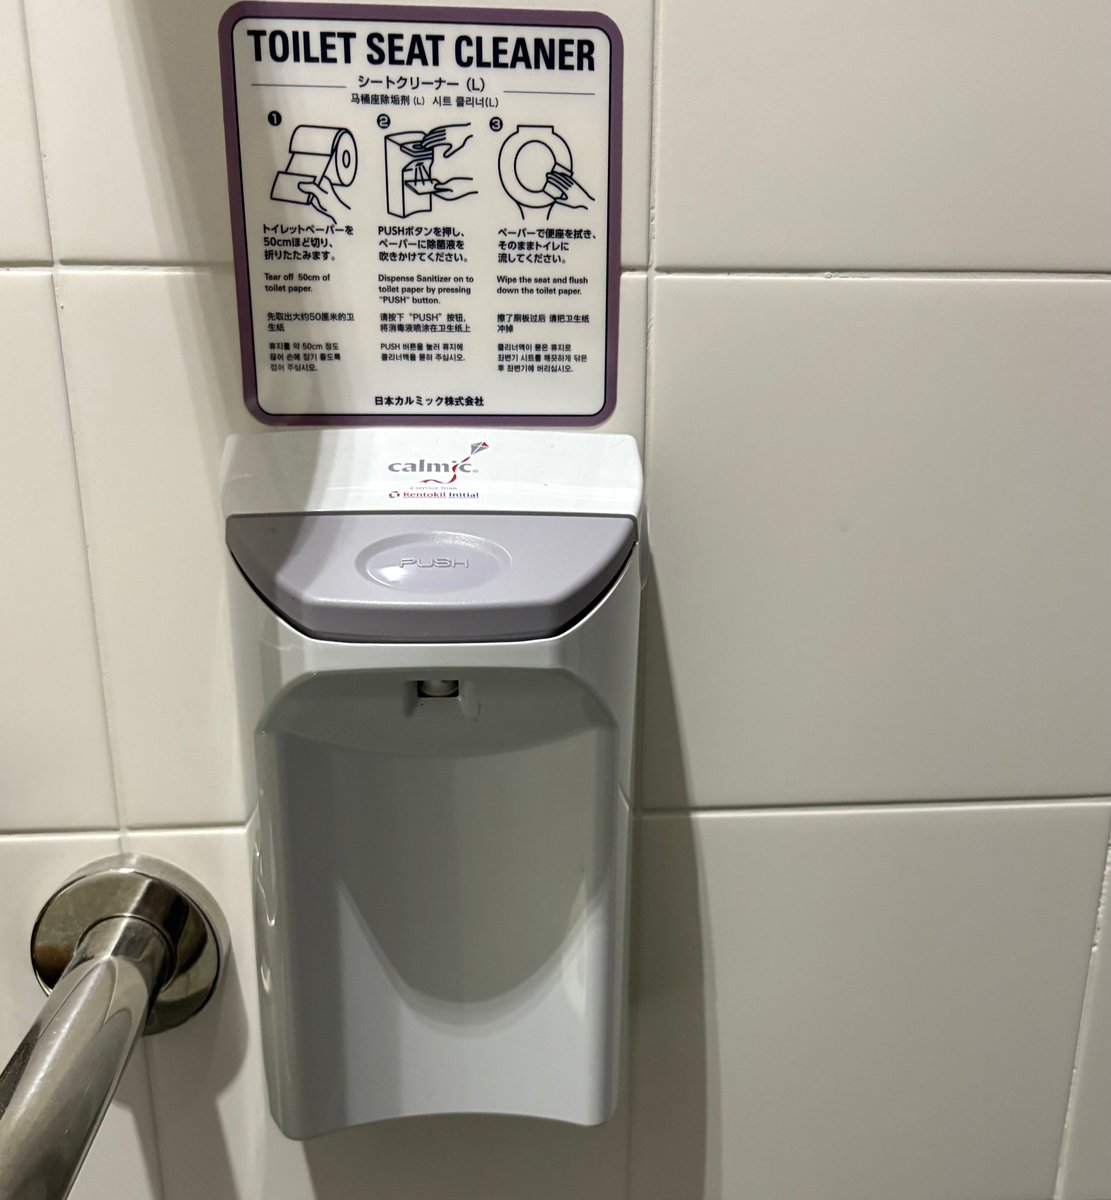 TOILET SEAT CLEANER
シートクリーナー（L）
马桶座除垢剂 (L) 시트 클리너(L)
1
トイレットペーパーを
50cmほど切り、
折りたたみます。
Tear off 50cm of
toilet paper.
先取出大约50厘米的卫
生纸
휴지를 약 50cm 정도
끊어 손에 잡기 좋도록
접어 주십시오.
2
PUSHボタンを押し、
ペーパーに除菌液を
吹きかけてください。
Dispense Sanitizer on to
toilet paper by pressing
"PUSH" button.
请按下“PUSH”按钮，
将消毒液喷涂在卫生纸上
PUSH 버튼을 눌러 휴지에
클리너액을 묻혀 주십시오.
3
ペーパーで便座を拭き、
そのままトイレに
流してください。
Wipe the seat and flush
down the toilet paper.
擦了厕板过后 请把卫生纸
冲掉
클리너액이 묻은 휴지로
좌변기 시트를 깨끗하게 닦은
후 좌변기에 버리십시오.
日本カルミック株式会社
calmic®
a service from
Rentokil Initial
PUSH